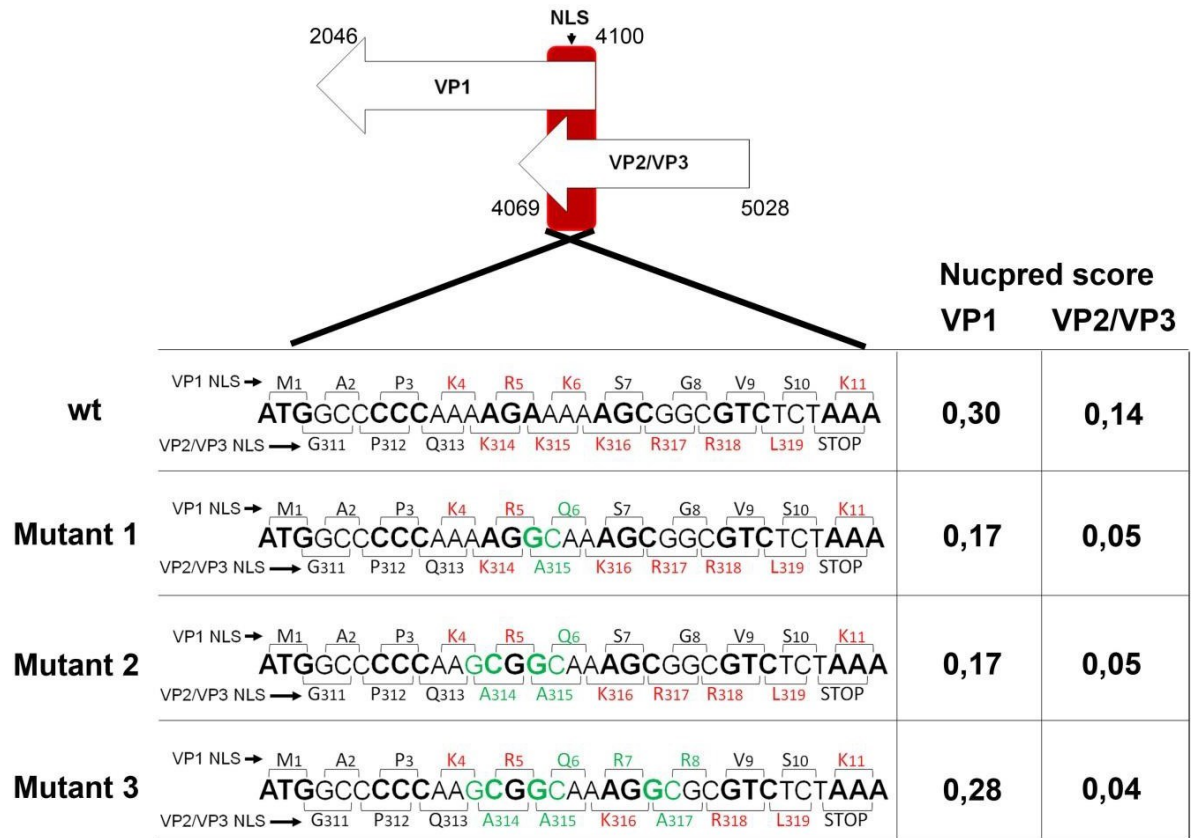 NLS
2046 4100
VP1
VP2/VP3
4069 5028
Nucpred score
VP1 VP2/VP3
VP1 NLS M1 A2 P3 K4 R5 K6 S7 G8 V9 S10 K11
wt ATGGCCCCCAAAAGAAAAAGCGGCGTCTCTAAA 0,30 0,14
VP2/VP3 NLS G311 P312 Q313 K314 K315 K316 R317 R318 L319 STOP
VP1 NLS M1 A2 P3 K4 R5 Q6 S7 G8 V9 S10 K11
Mutant 1 ATGGCCCCCAAAAGGCAAAGCGGCGTCTCTAAA 0,17 0,05
VP2/VP3 NLS G311 P312 Q313 K314 A315 K316 R317 R318 L319 STOP
VP1 NLS M1 A2 P3 K4 R5 Q6 S7 G8 V9 S10 K11
Mutant 2 ATGGCCCCCAAGCGGCAAAGCGGCGTCTCTAAA 0,17 0,05
VP2/VP3 NLS G311 P312 Q313 A314 A315 K316 R317 R318 L319 STOP
VP1 NLS M1 A2 P3 K4 R5 Q6 R7 R8 V9 S10 K11
Mutant 3 ATGGCCCCCAAGCGGCAAAGGCGCGTCTCTAAA 0,28 0,04
VP2/VP3 NLS G311 P312 Q313 A314 A315 K316 A317 R318 L319 STOP